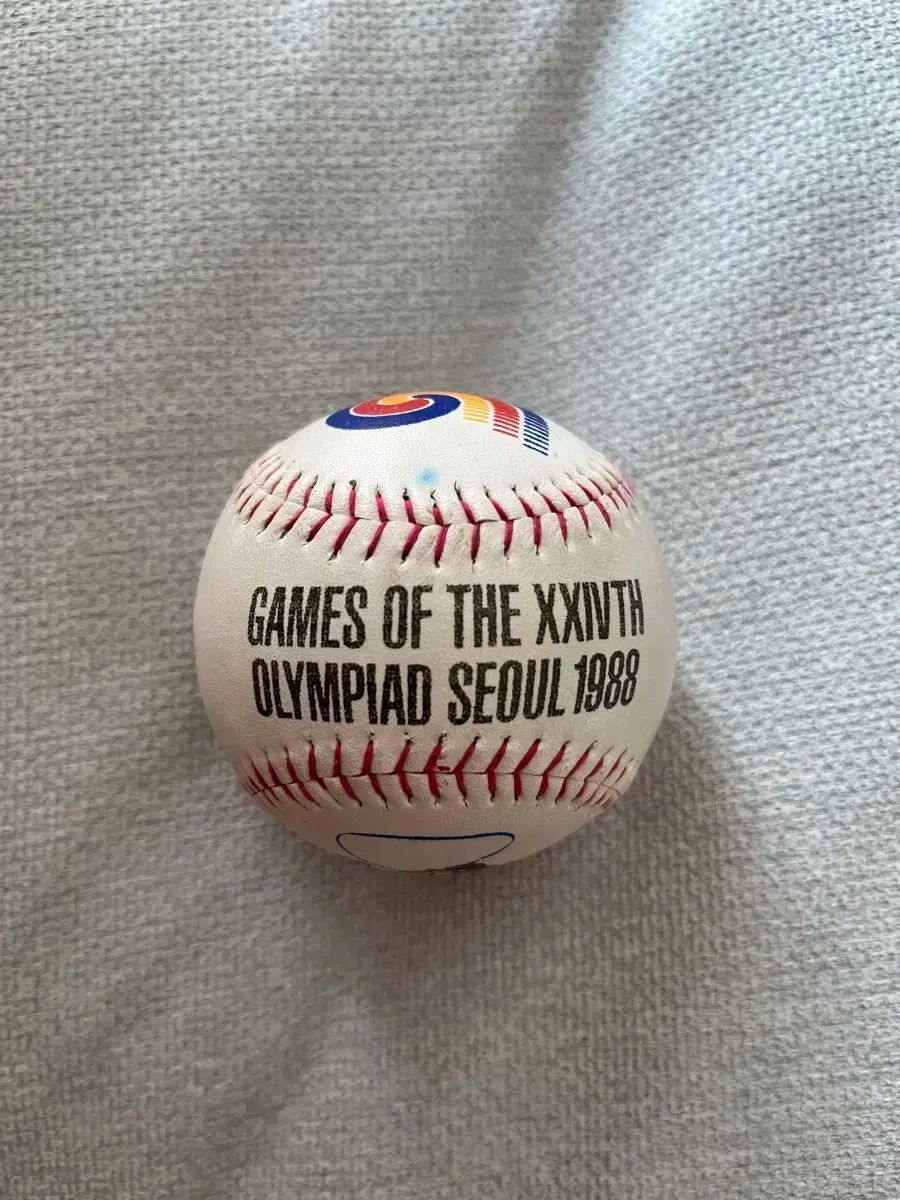 GAMES OF THE XXIVTH
OLYMPIAD SEOUL 1988